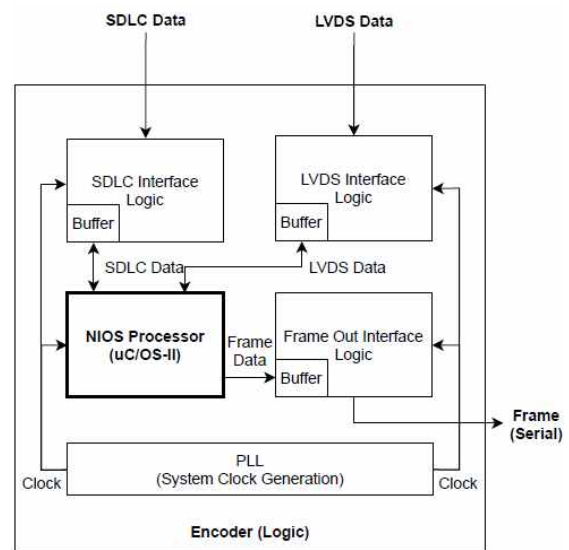 SDLC Data
LVDS Data
SDLC Interface
Logic
Buffer
LVDS Interface
Logic
Buffer
SDLC Data
LVDS Data
NIOS Processor
(uC/OS-II)
Frame
Data
Frame Out Interface
Logic
Buffer
Frame
(Serial)
PLL
(System Clock Generation)
Clock
Clock
Encoder (Logic)